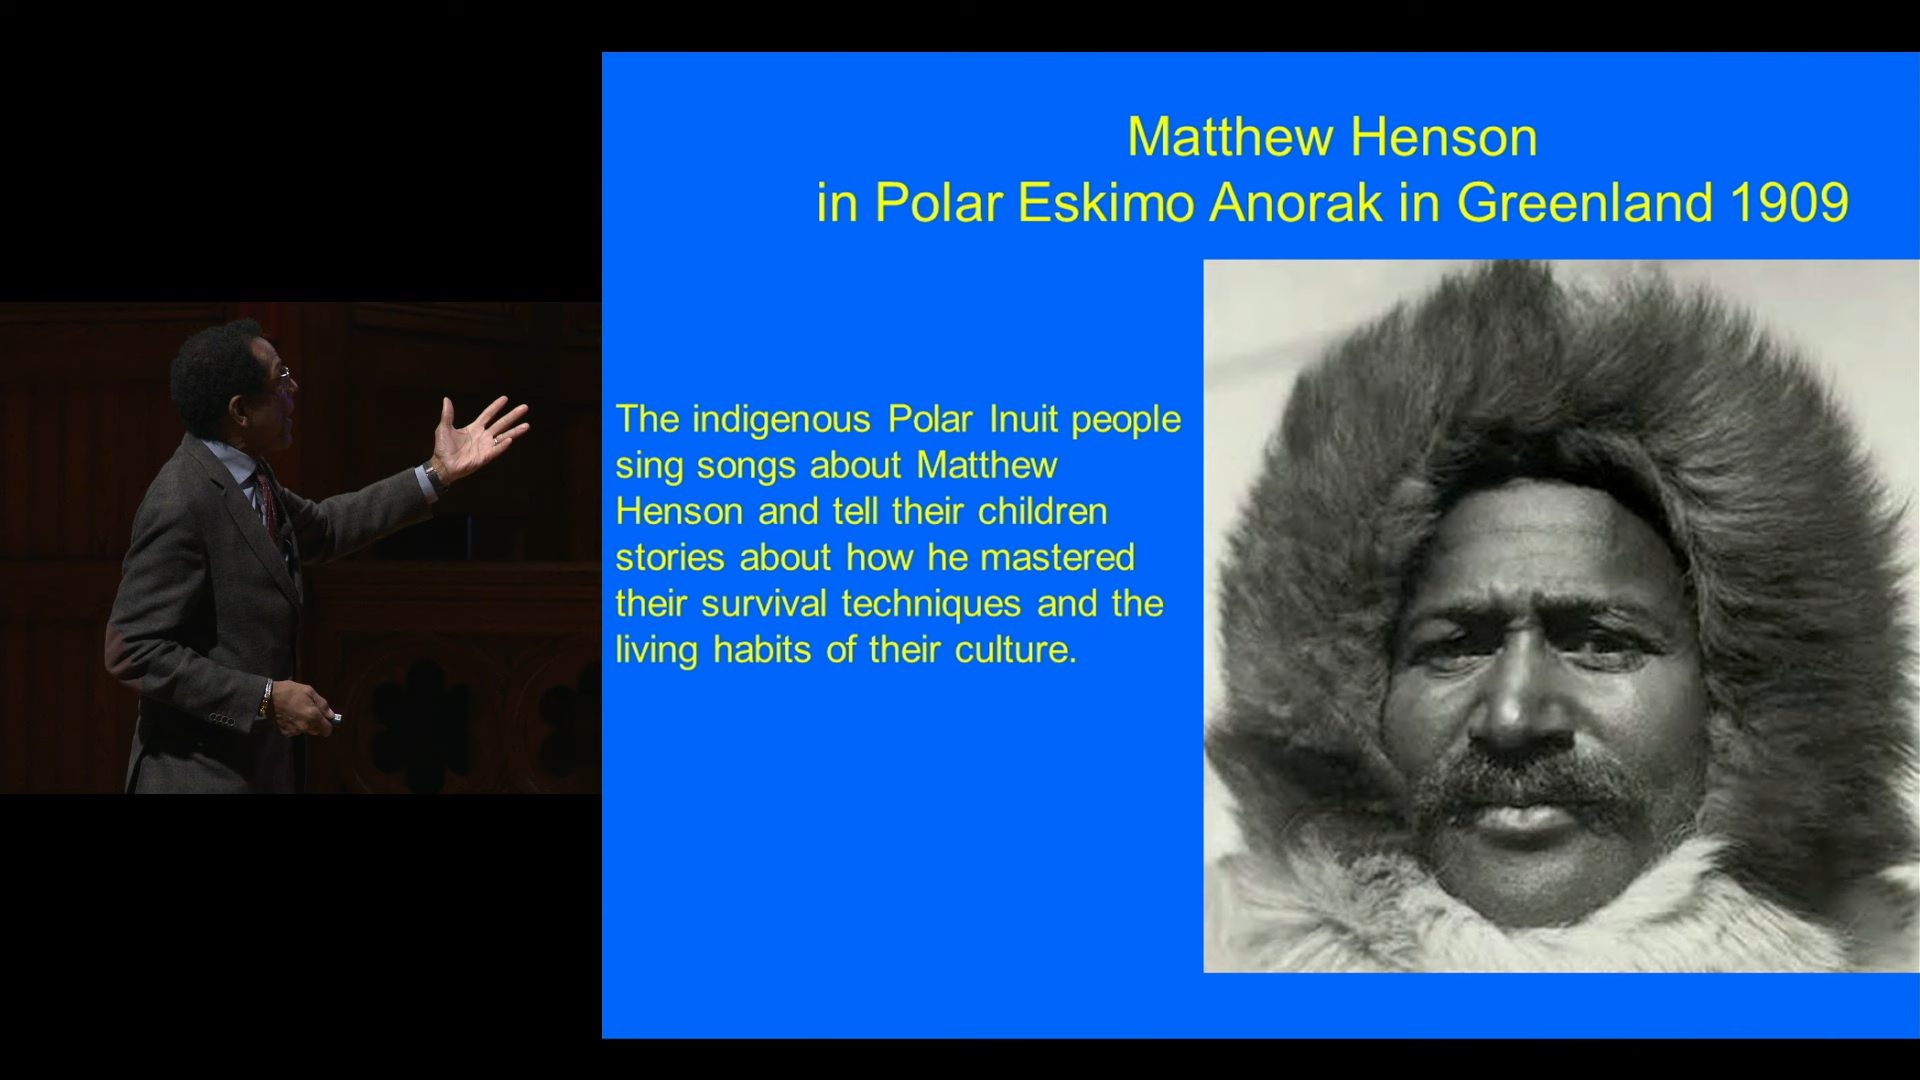 Matthew Henson
in Polar Eskimo Anorak in Greenland 1909
The indigenous Polar Inuit people
sing songs about Matthew
Henson and tell their children
stories about how he mastered
their survival techniques and the
living habits of their culture.